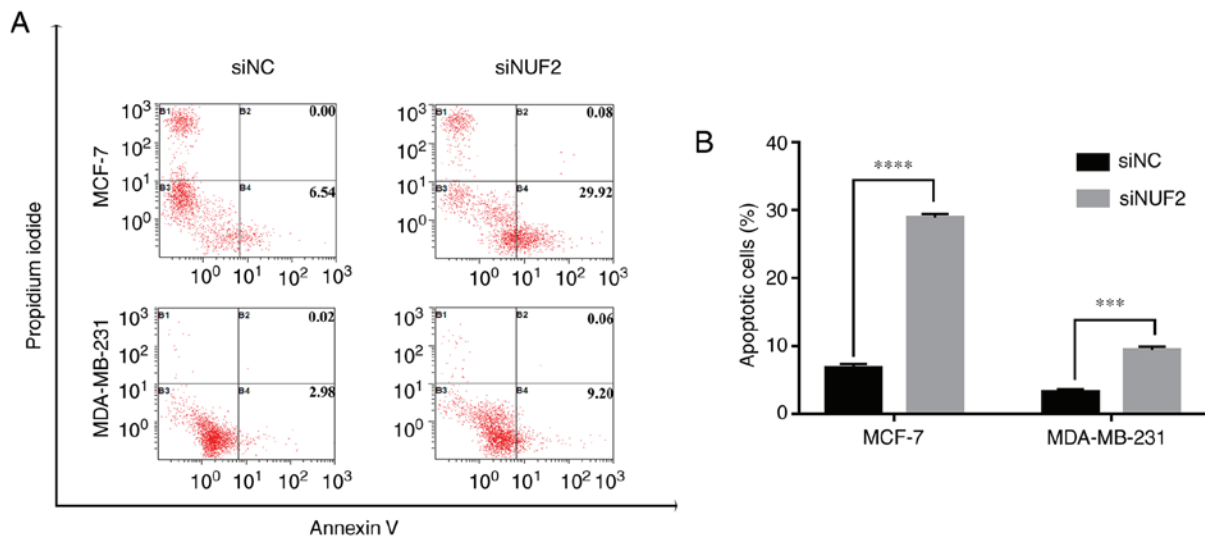 A
siNC
siNUF2
Propidium iodide
MCF-7
10³
10²
10¹
10⁰
B1
B2
0.00
B3
B4
6.54
10⁰ 10¹ 10² 10³
10³
10²
10¹
10⁰
B1
B2
0.08
B3
B4
29.92
10⁰ 10¹ 10² 10³
MDA-MB-231
10³
10²
10¹
10⁰
B1
B2
0.02
B3
B4
2.98
10⁰ 10¹ 10² 10³
10³
10²
10¹
10⁰
B1
B2
0.06
B3
B4
9.20
10⁰ 10¹ 10² 10³
Annexin V
B
siNC
siNUF2
Apoptotic cells (%)
40
30
20
10
0
****
***
MCF-7
MDA-MB-231